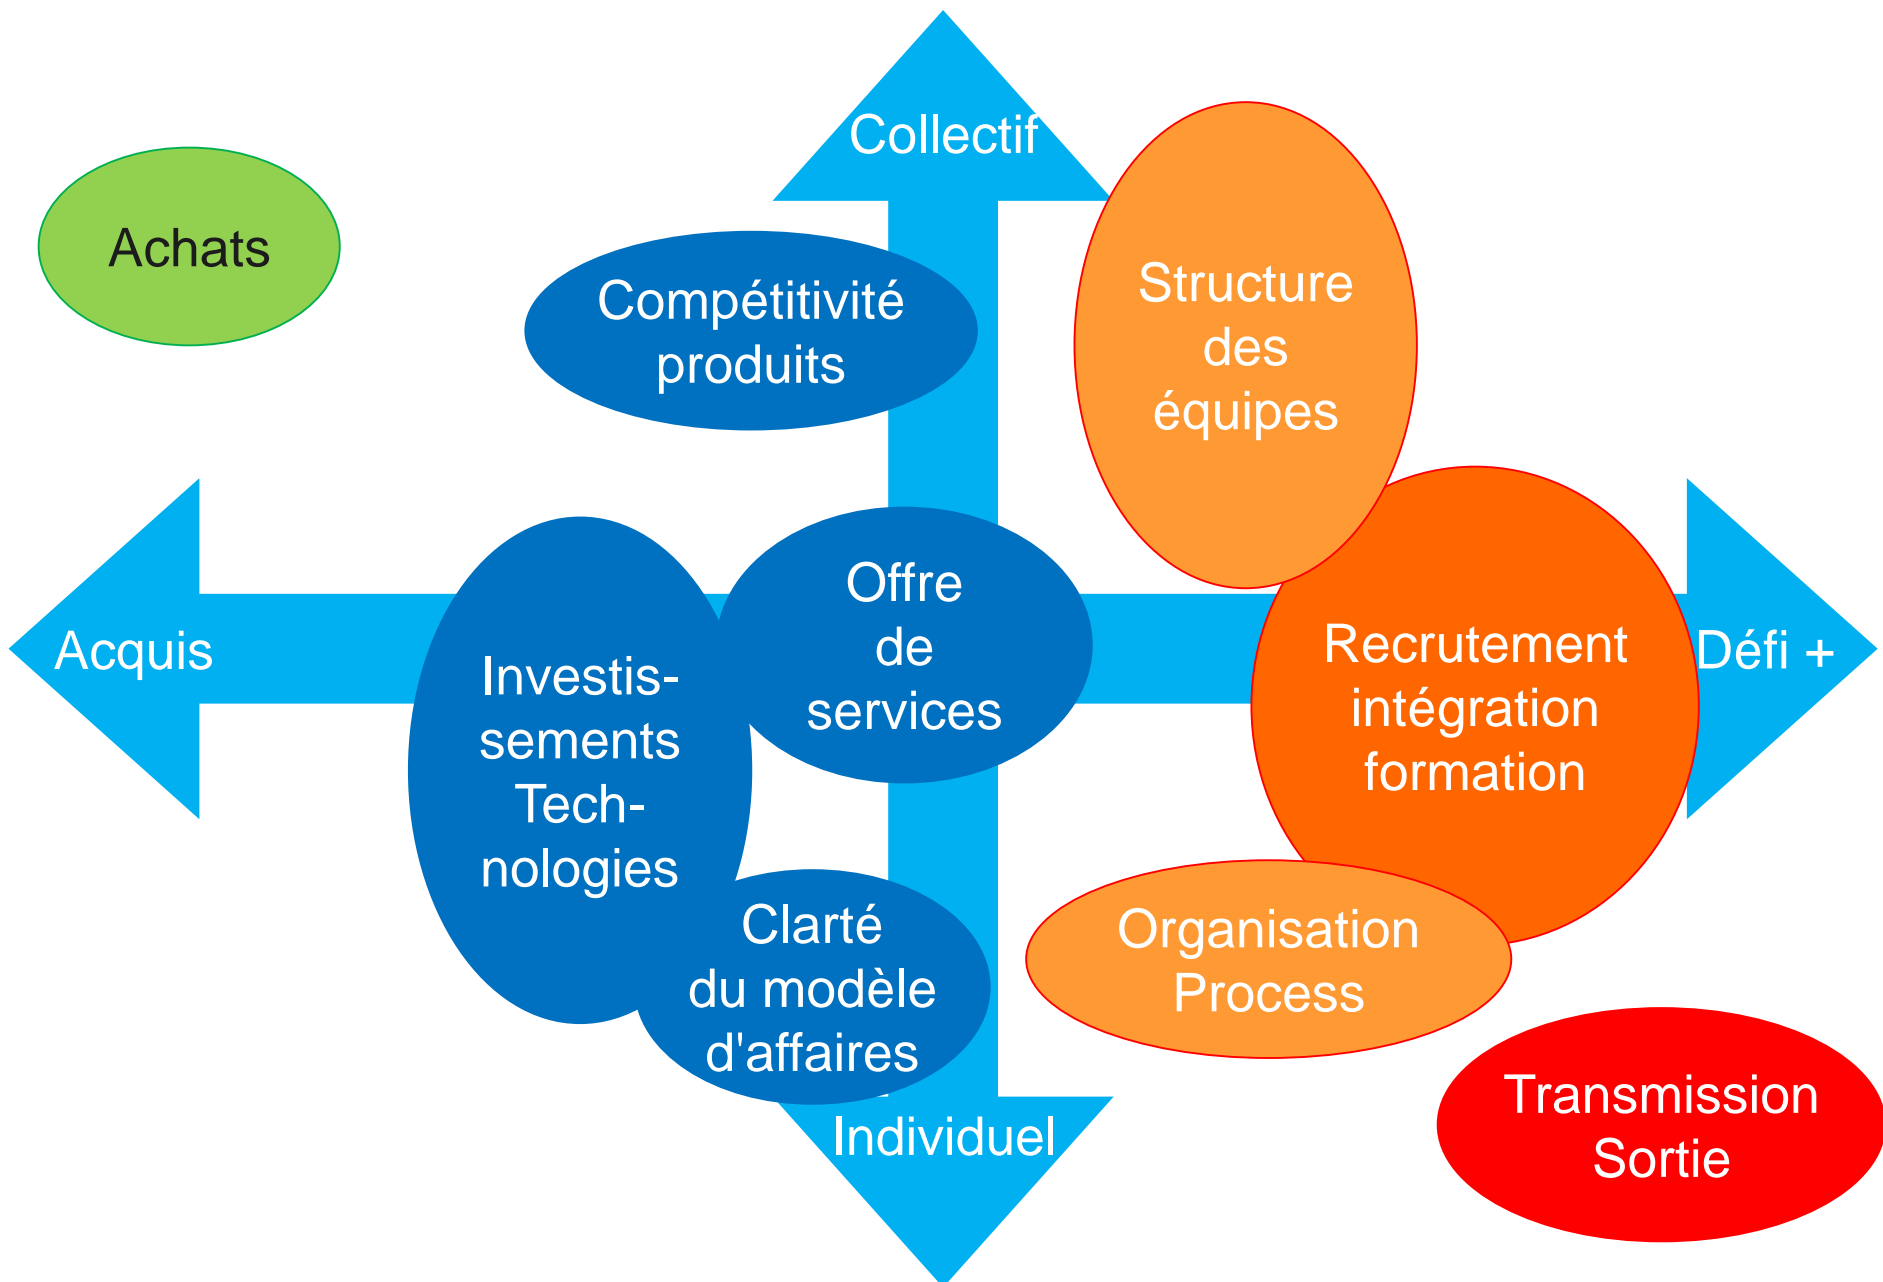 Collectif
Achats
Compétitivité
produits
Structure
des
équipes
Acquis
Investis-
sements
Tech-
nologies
Offre
de
services
Recrutement
intégration
formation
Défi +
Clarté
du modèle
d'affaires
Organisation
Process
Individuel
Transmission
Sortie